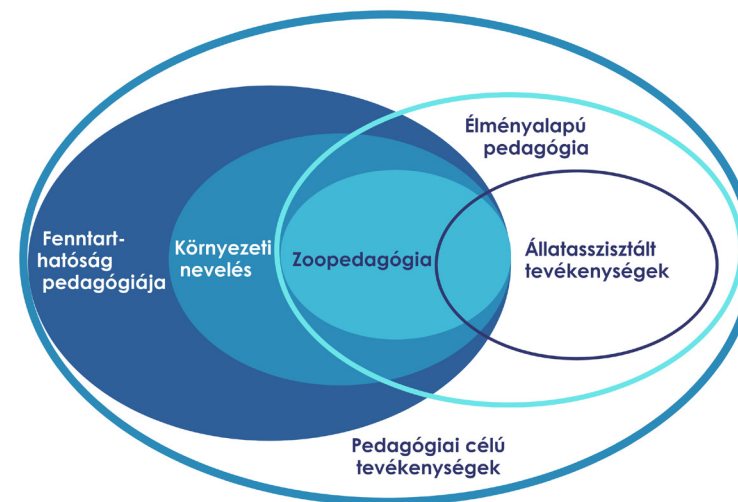 Élményalapú
pedagógia
Fenntart-
hatóság
pedagógiája
Környezeti
nevelés
Zoopedagógia
Állatasszisztált
tevékenységek
Pedagógiai célú
tevékenységek